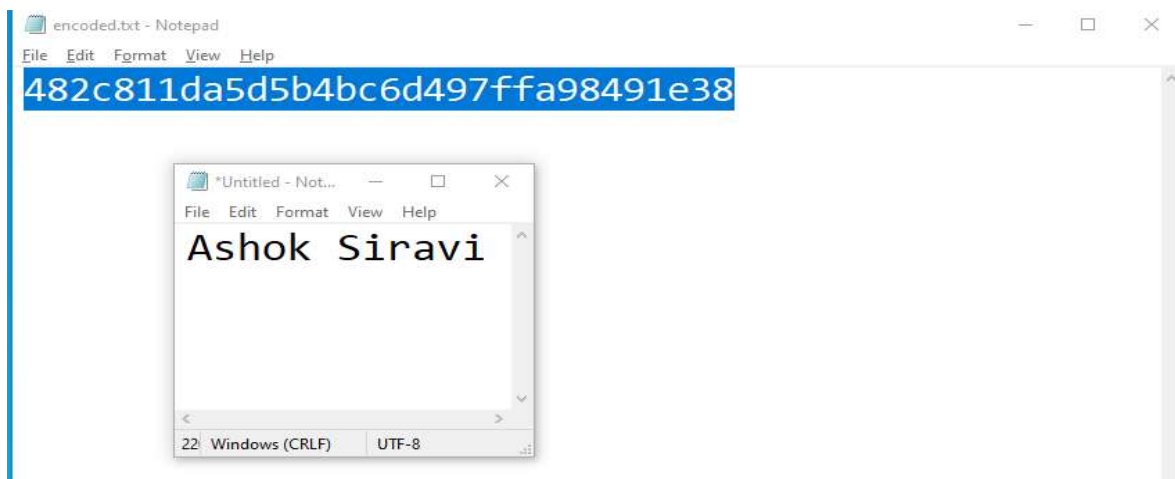 encoded.txt - Notepad
File Edit Format View Help
482c811da5d5b4bc6d497ffa98491e38
*Untitled - Not...
File Edit Format View Help
Ashok Siravi
22 Windows (CRLF) UTF-8